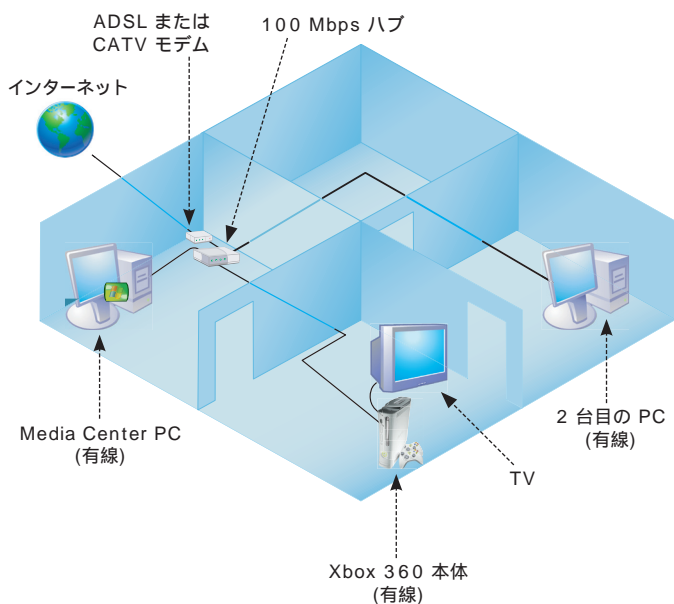 ADSL または
CATV モデム
100 Mbps ハブ
インターネット
Media Center PC
(有線)
2 台目の PC
(有線)
TV
Xbox 360 本体
(有線)